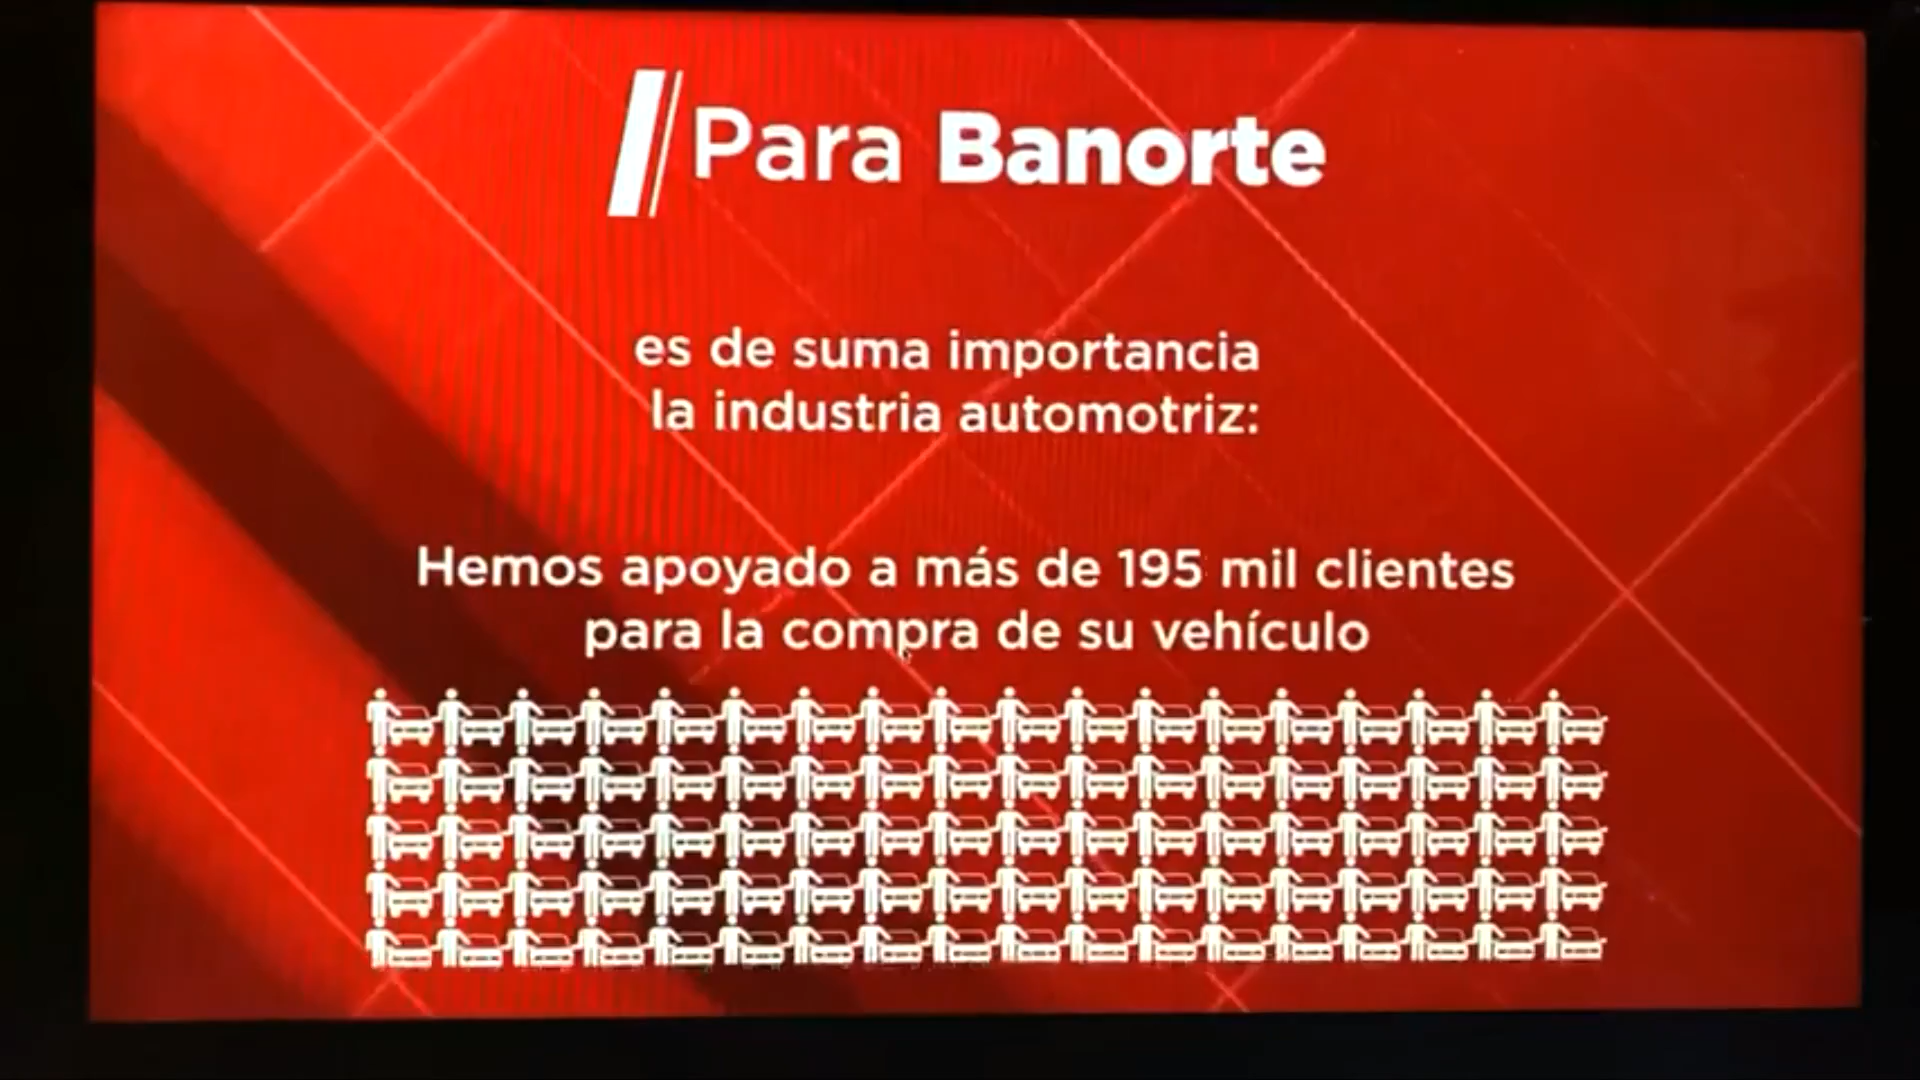 Para Banorte
es de suma importancia
la industria automotriz:
Hemos apoyado a más de 195 mil clientes
para la compra de su vehículo